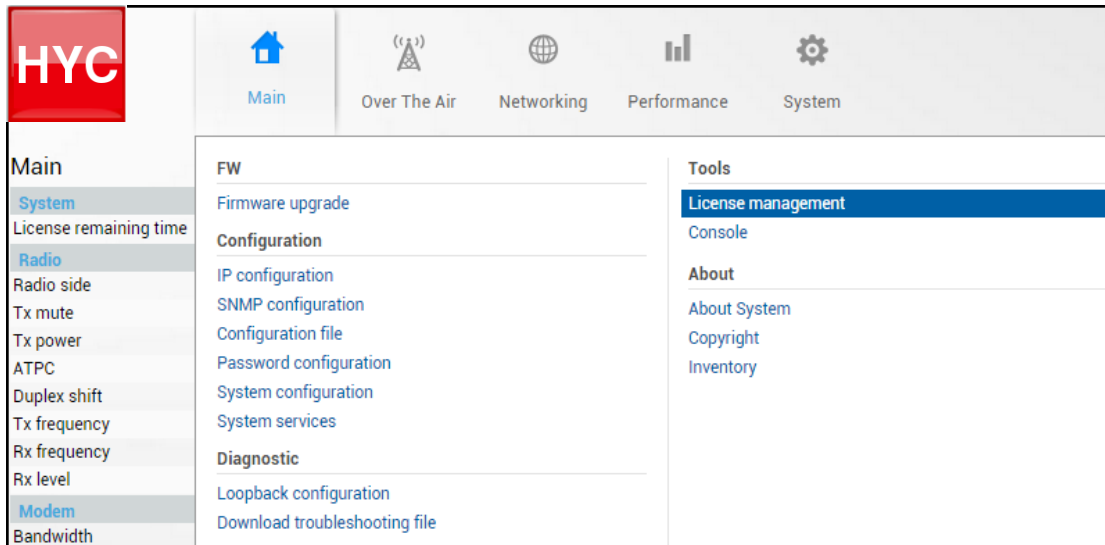 HYC
Main
Over The Air
Networking
Performance
System
Main
System
License remaining time
Radio
Radio side
Tx mute
Tx power
ATPC
Duplex shift
Tx frequency
Rx frequency
Rx level
Modem
Bandwidth
FW
Firmware upgrade
Configuration
IP configuration
SNMP configuration
Configuration file
Password configuration
System configuration
System services
Diagnostic
Loopback configuration
Download troubleshooting file
Tools
License management
Console
About
About System
Copyright
Inventory